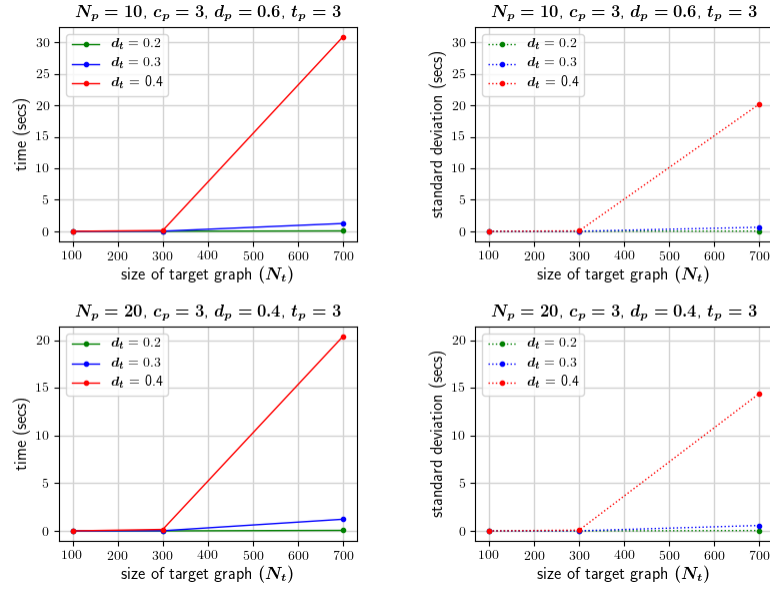 N_p = 10, c_p = 3, d_p = 0.6, t_p = 3
d_t = 0.2
d_t = 0.3
d_t = 0.4
time (secs)
30
25
20
15
10
5
0
100 200 300 400 500 600 700
size of target graph (N_t)
N_p = 10, c_p = 3, d_p = 0.6, t_p = 3
d_t = 0.2
d_t = 0.3
d_t = 0.4
standard deviation (secs)
30
25
20
15
10
5
0
100 200 300 400 500 600 700
size of target graph (N_t)
N_p = 20, c_p = 3, d_p = 0.4, t_p = 3
d_t = 0.2
d_t = 0.3
d_t = 0.4
time (secs)
20
15
10
5
0
100 200 300 400 500 600 700
size of target graph (N_t)
N_p = 20, c_p = 3, d_p = 0.4, t_p = 3
d_t = 0.2
d_t = 0.3
d_t = 0.4
standard deviation (secs)
20
15
10
5
0
100 200 300 400 500 600 700
size of target graph (N_t)